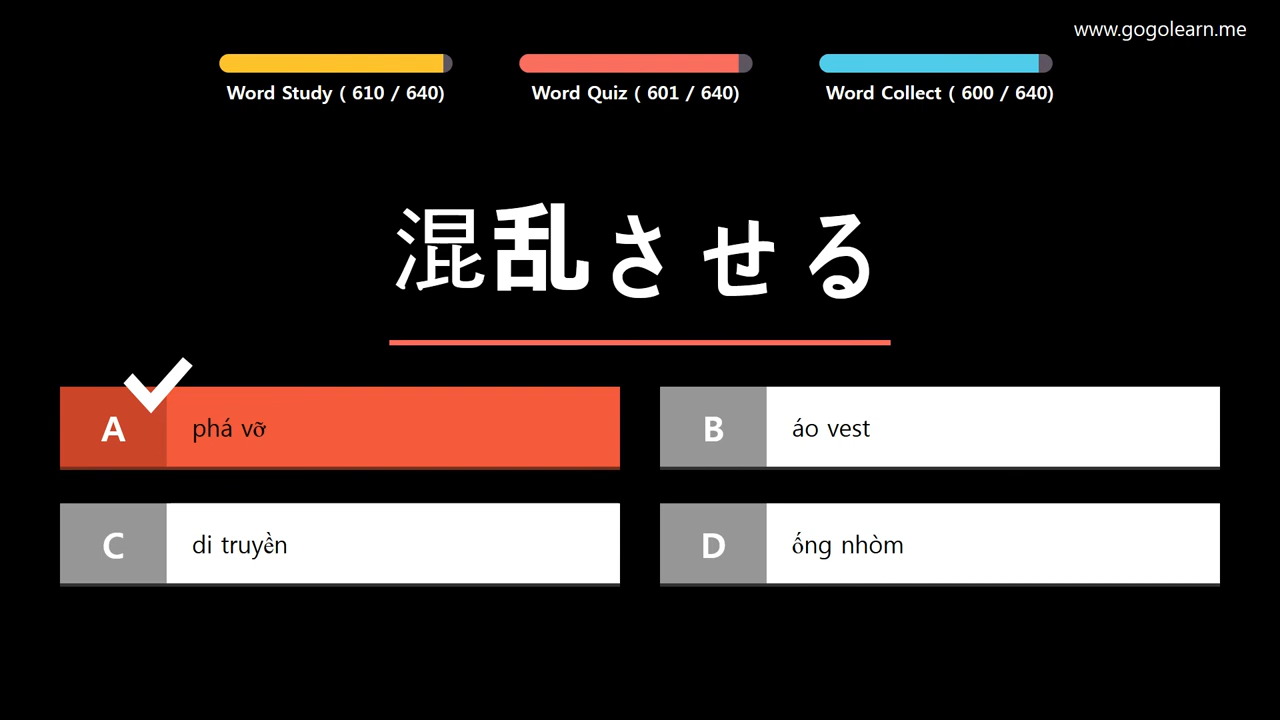 www.gogolearn.me
Word Study ( 610 / 640)
Word Quiz ( 601 / 640)
Word Collect ( 600 / 640)
混乱させる
A phá vỡ
B áo vest
C di truyền
D ống nhòm